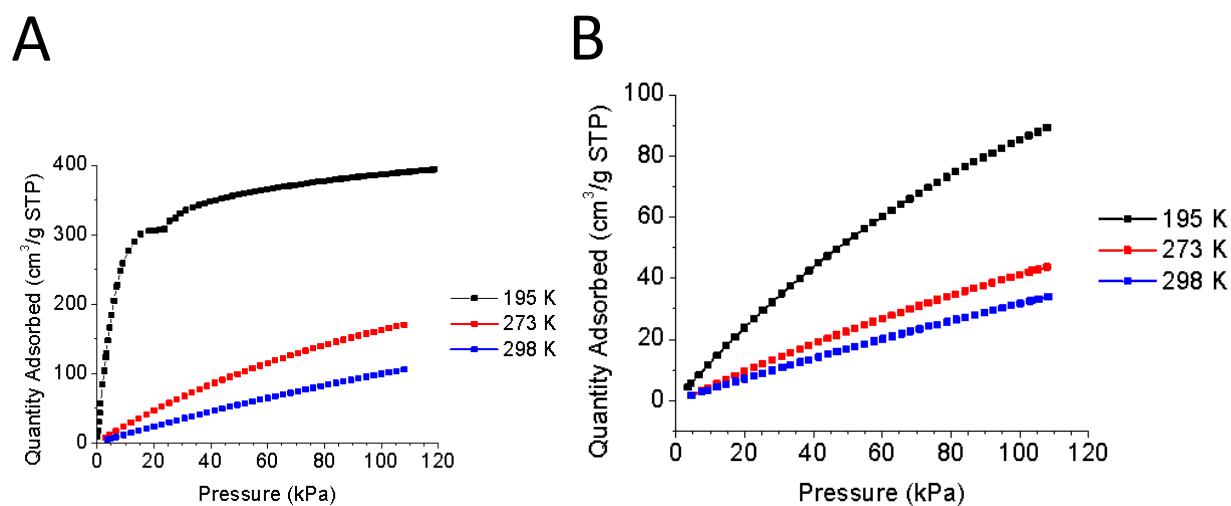 A
Quantity Adsorbed (cm³/g STP)
400
300
200
100
0
0 20 40 60 80 100 120
Pressure (kPa)
195 K
273 K
298 K
B
Quantity Adsorbed (cm³/g STP)
100
80
60
40
20
0
0 20 40 60 80 100 120
Pressure (kPa)
195 K
273 K
298 K